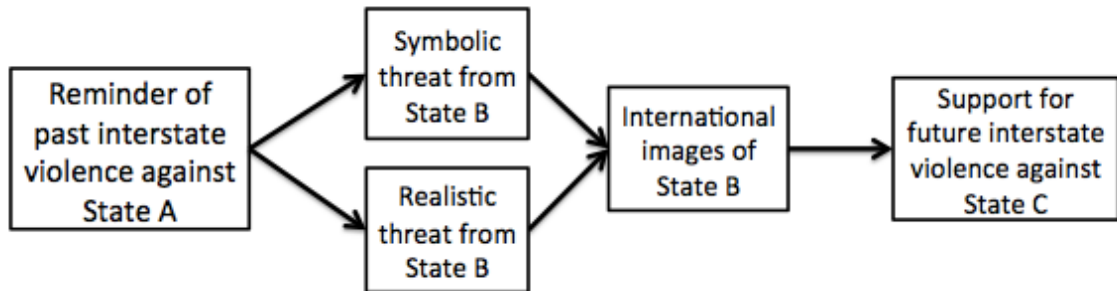 Reminder of
past interstate
violence against
State A
Symbolic
threat from
State B
Realistic
threat from
State B
International
images of
State B
Support for
future interstate
violence against
State C